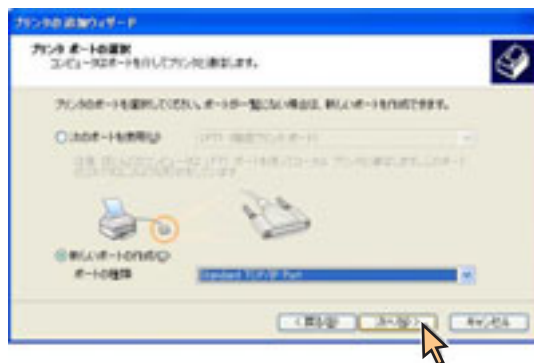 プリンタの追加ウィザード
プリンタ ポートの選択
コンピュータはポートを介してプリンタと通信します。
プリンタのポートを選択してください。ポートが一覧にない場合は、新しいポートを作成できます。
次のポートを使用(U):
新しいポートの作成(C):
ポートの種類
Standard TCP/IP Port
< 戻る(B)
次へ(N) >
キャンセル